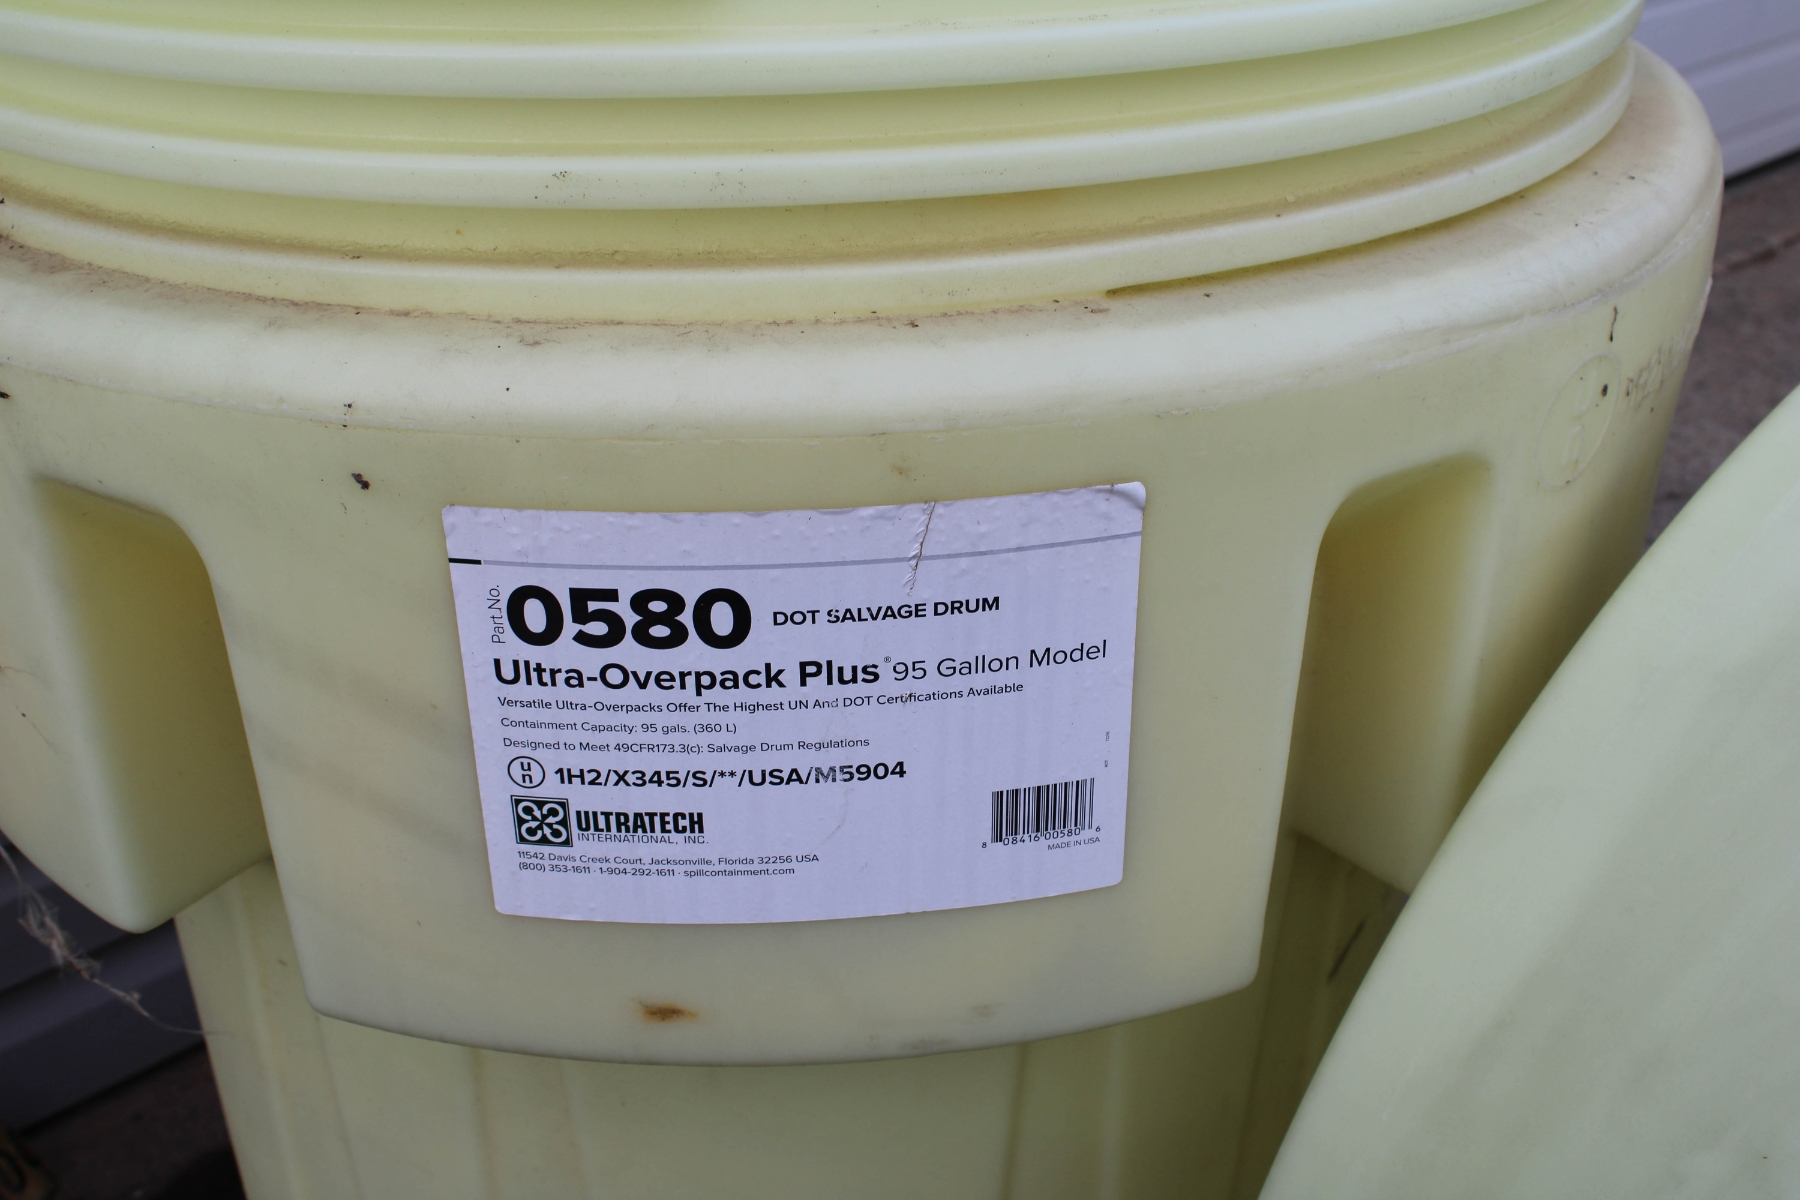 Part.No. 0580 DOT SALVAGE DRUM
Ultra-Overpack Plus® 95 Gallon Model
Versatile Ultra-Overpacks Offer The Highest UN And DOT Certifications Available
Containment Capacity: 95 gals. (360 L)
Designed to Meet 49CFR173.3(c): Salvage Drum Regulations
un 1H2/X345/S/**/USA/M5904
ULTRATECH
INTERNATIONAL, INC.
11542 Davis Creek Court, Jacksonville, Florida 32256 USA
(800) 353-1611 · 1-904-292-1611 · spillcontainment.com
8 08416 00580 6
MADE IN USA